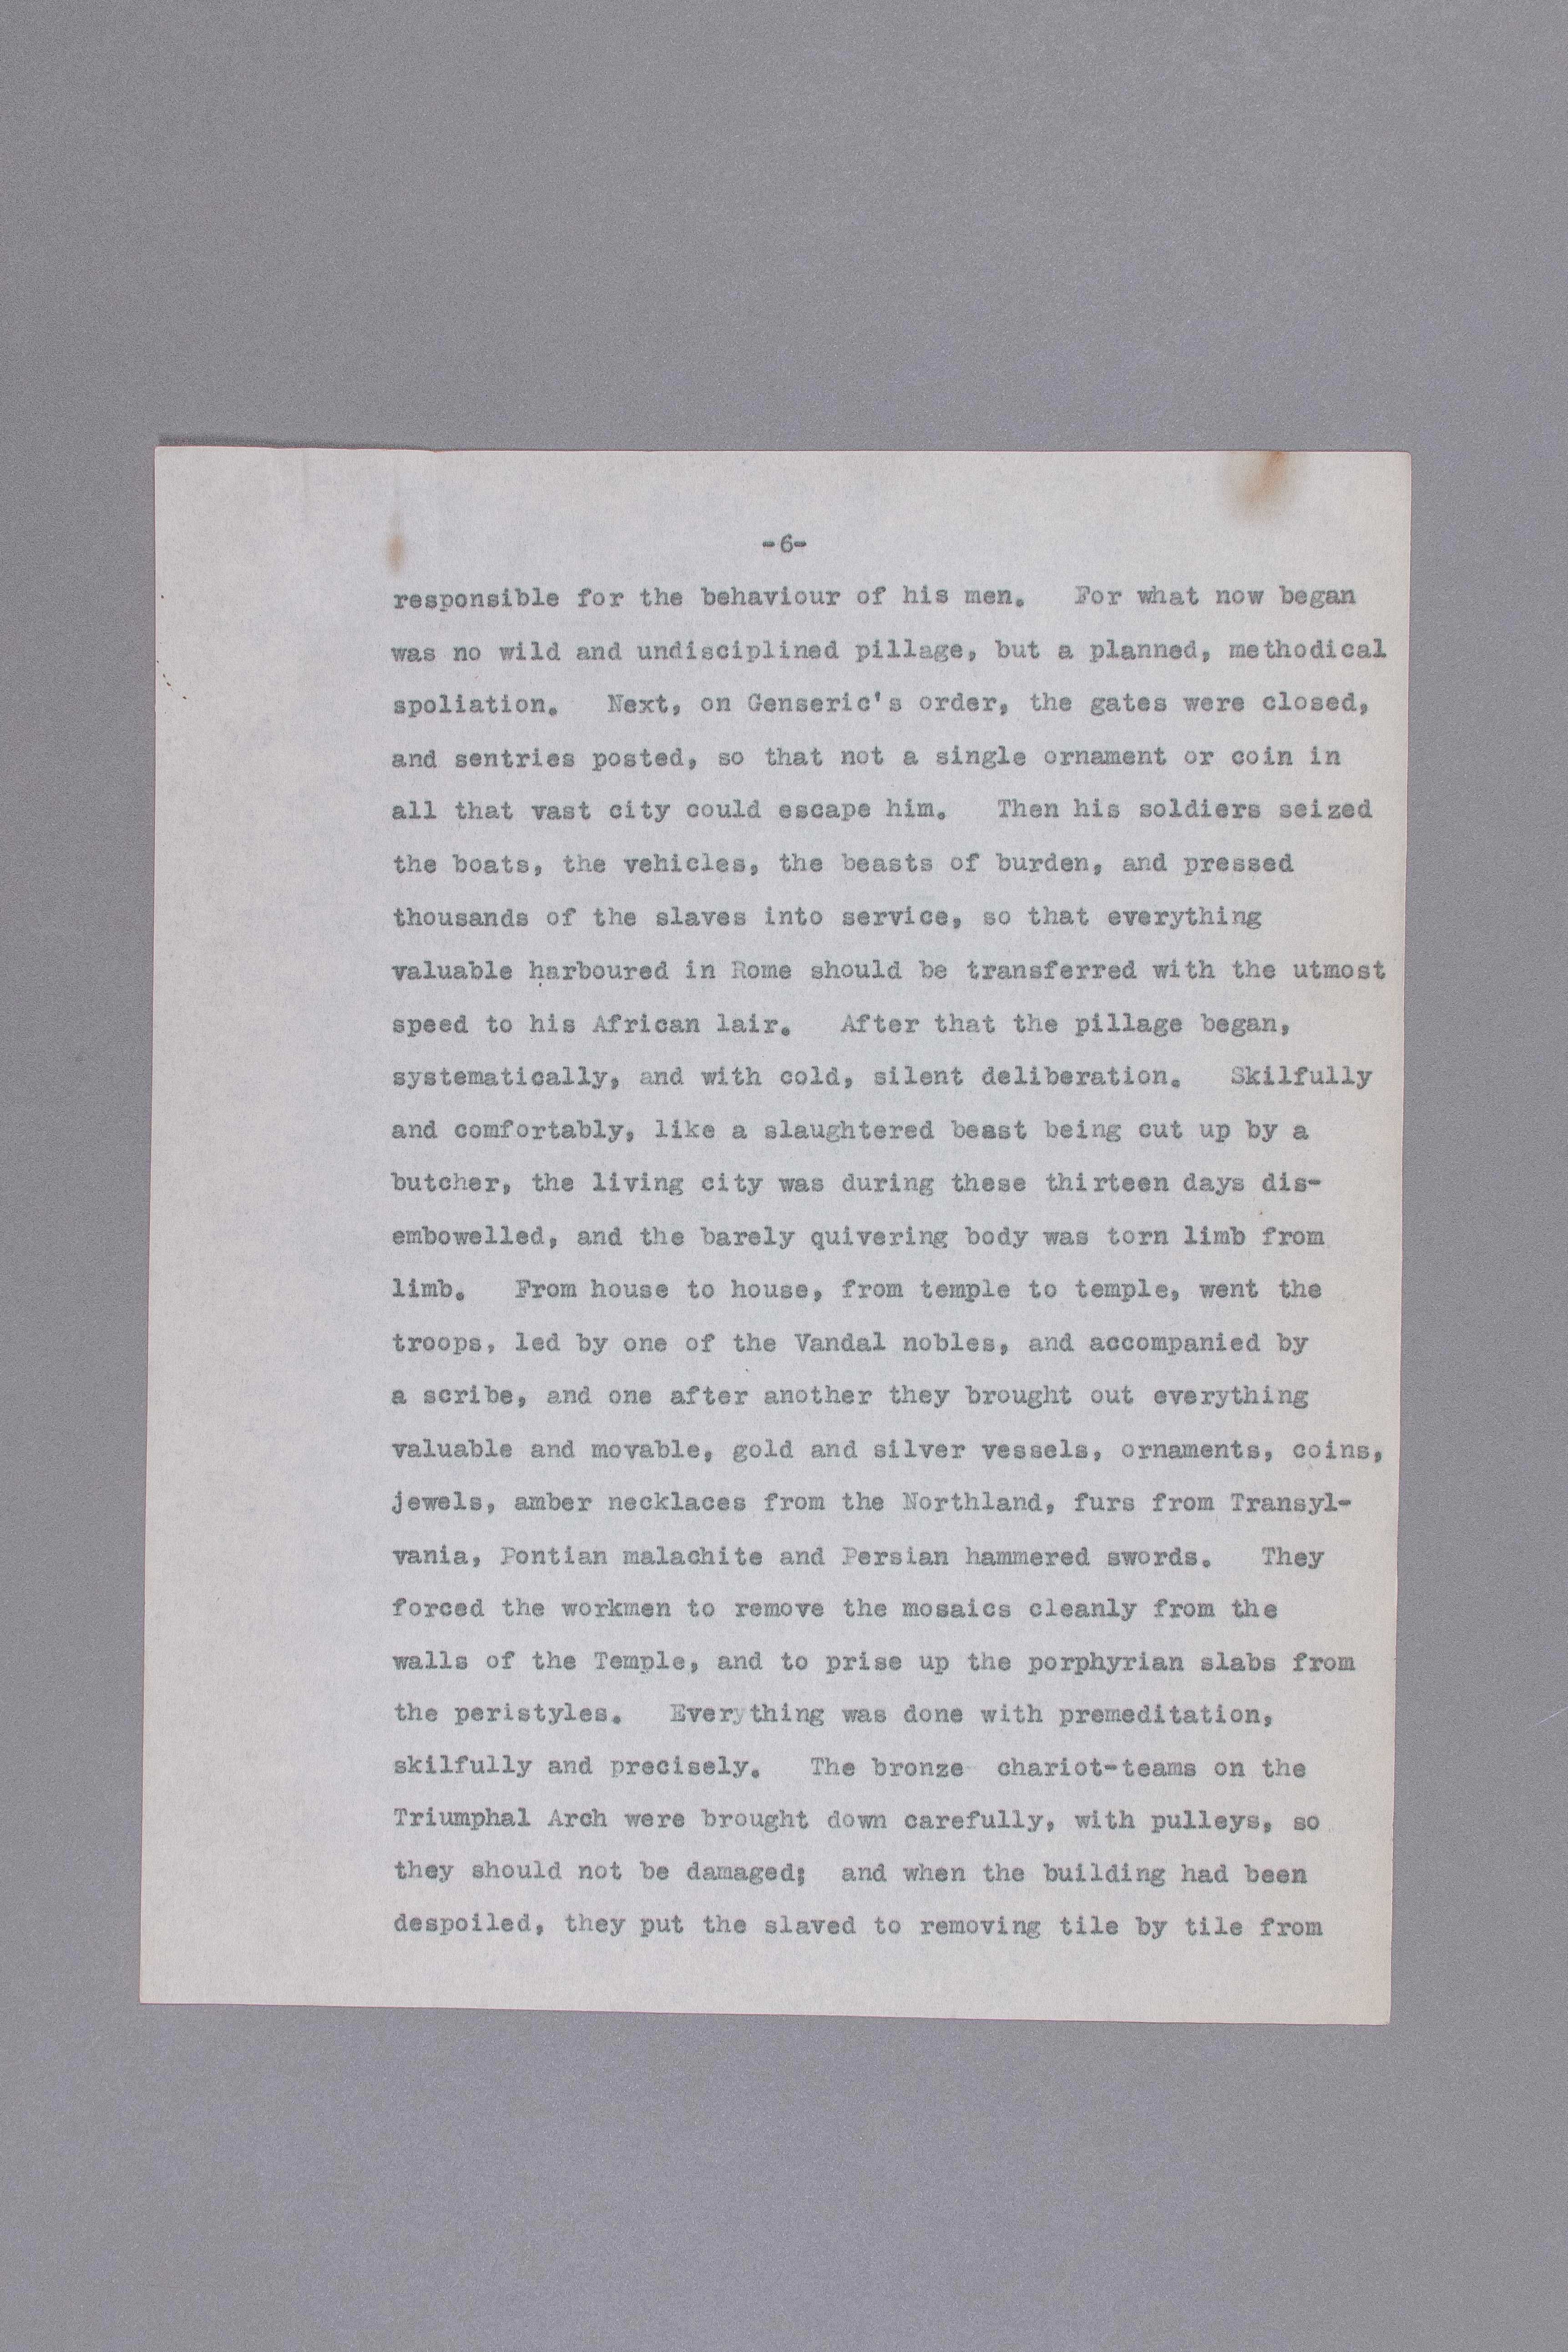 -6-
responsible for the behaviour of his men.   For what now began
was no wild and undisciplined pillage, but a planned, methodical
spoliation.   Next, on Genseric's order, the gates were closed,
and sentries posted, so that not a single ornament or coin in
all that vast city could escape him.   Then his soldiers seized
the boats, the vehicles, the beasts of burden, and pressed
thousands of the slaves into service, so that everything
valuable harboured in Rome should be transferred with the utmost
speed to his African lair.   After that the pillage began,
systematically, and with cold, silent deliberation.   Skilfully
and comfortably, like a slaughtered beast being cut up by a
butcher, the living city was during these thirteen days dis-
embowelled, and the barely quivering body was torn limb from
limb.   From house to house, from temple to temple, went the
troops, led by one of the Vandal nobles, and accompanied by
a scribe, and one after another they brought out everything
valuable and movable, gold and silver vessels, ornaments, coins,
jewels, amber necklaces from the Northland, furs from Transyl-
vania, Pontian malachite and Persian hammered swords.   They
forced the workmen to remove the mosaics cleanly from the
walls of the Temple, and to prise up the porphyrian slabs from
the peristyles.   Everything was done with premeditation,
skilfully and precisely.   The bronze  chariot-teams on the
Triumphal Arch were brought down carefully, with pulleys, so
they should not be damaged;  and when the building had been
despoiled, they put the slaved to removing tile by tile from